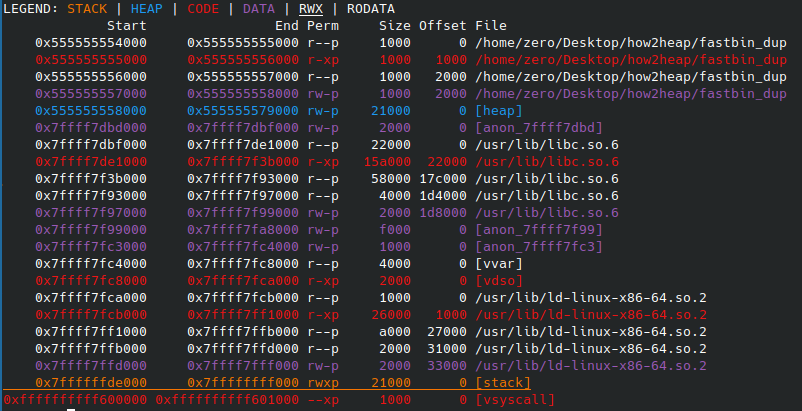 LEGEND: STACK | HEAP | CODE | DATA | RWX | RODATA
Start End Perm Size Offset File
0x555555554000 0x555555555000 r--p 1000 0 /home/zero/Desktop/how2heap/fastbin_dup
0x555555555000 0x555555556000 r-xp 1000 1000 /home/zero/Desktop/how2heap/fastbin_dup
0x555555556000 0x555555557000 r--p 1000 2000 /home/zero/Desktop/how2heap/fastbin_dup
0x555555557000 0x555555558000 rw-p 1000 2000 /home/zero/Desktop/how2heap/fastbin_dup
0x555555558000 0x555555579000 rw-p 21000 0 [heap]
0x7ffff7dbd000 0x7ffff7dbf000 rw-p 2000 0 [anon_7ffff7dbd]
0x7ffff7dbf000 0x7ffff7de1000 r--p 22000 0 /usr/lib/libc.so.6
0x7ffff7de1000 0x7ffff7f3b000 r-xp 15a000 22000 /usr/lib/libc.so.6
0x7ffff7f3b000 0x7ffff7f93000 r--p 58000 17c000 /usr/lib/libc.so.6
0x7ffff7f93000 0x7ffff7f97000 r--p 4000 1d4000 /usr/lib/libc.so.6
0x7ffff7f97000 0x7ffff7f99000 rw-p 2000 1d8000 /usr/lib/libc.so.6
0x7ffff7f99000 0x7ffff7fa8000 rw-p f000 0 [anon_7ffff7f99]
0x7ffff7fc3000 0x7ffff7fc4000 rw-p 1000 0 [anon_7ffff7fc3]
0x7ffff7fc4000 0x7ffff7fc8000 r--p 4000 0 [vvar]
0x7ffff7fc8000 0x7ffff7fca000 r-xp 2000 0 [vdso]
0x7ffff7fca000 0x7ffff7fcb000 r--p 1000 0 /usr/lib/ld-linux-x86-64.so.2
0x7ffff7fcb000 0x7ffff7ff1000 r-xp 26000 1000 /usr/lib/ld-linux-x86-64.so.2
0x7ffff7ff1000 0x7ffff7ffb000 r--p a000 27000 /usr/lib/ld-linux-x86-64.so.2
0x7ffff7ffb000 0x7ffff7ffd000 r--p 2000 31000 /usr/lib/ld-linux-x86-64.so.2
0x7ffff7ffd000 0x7ffff7fff000 rw-p 2000 33000 /usr/lib/ld-linux-x86-64.so.2
0x7ffffffde000 0x7ffffffff000 rwxp 21000 0 [stack]
0xffffffffff600000 0xffffffffff601000 --xp 1000 0 [vsyscall]